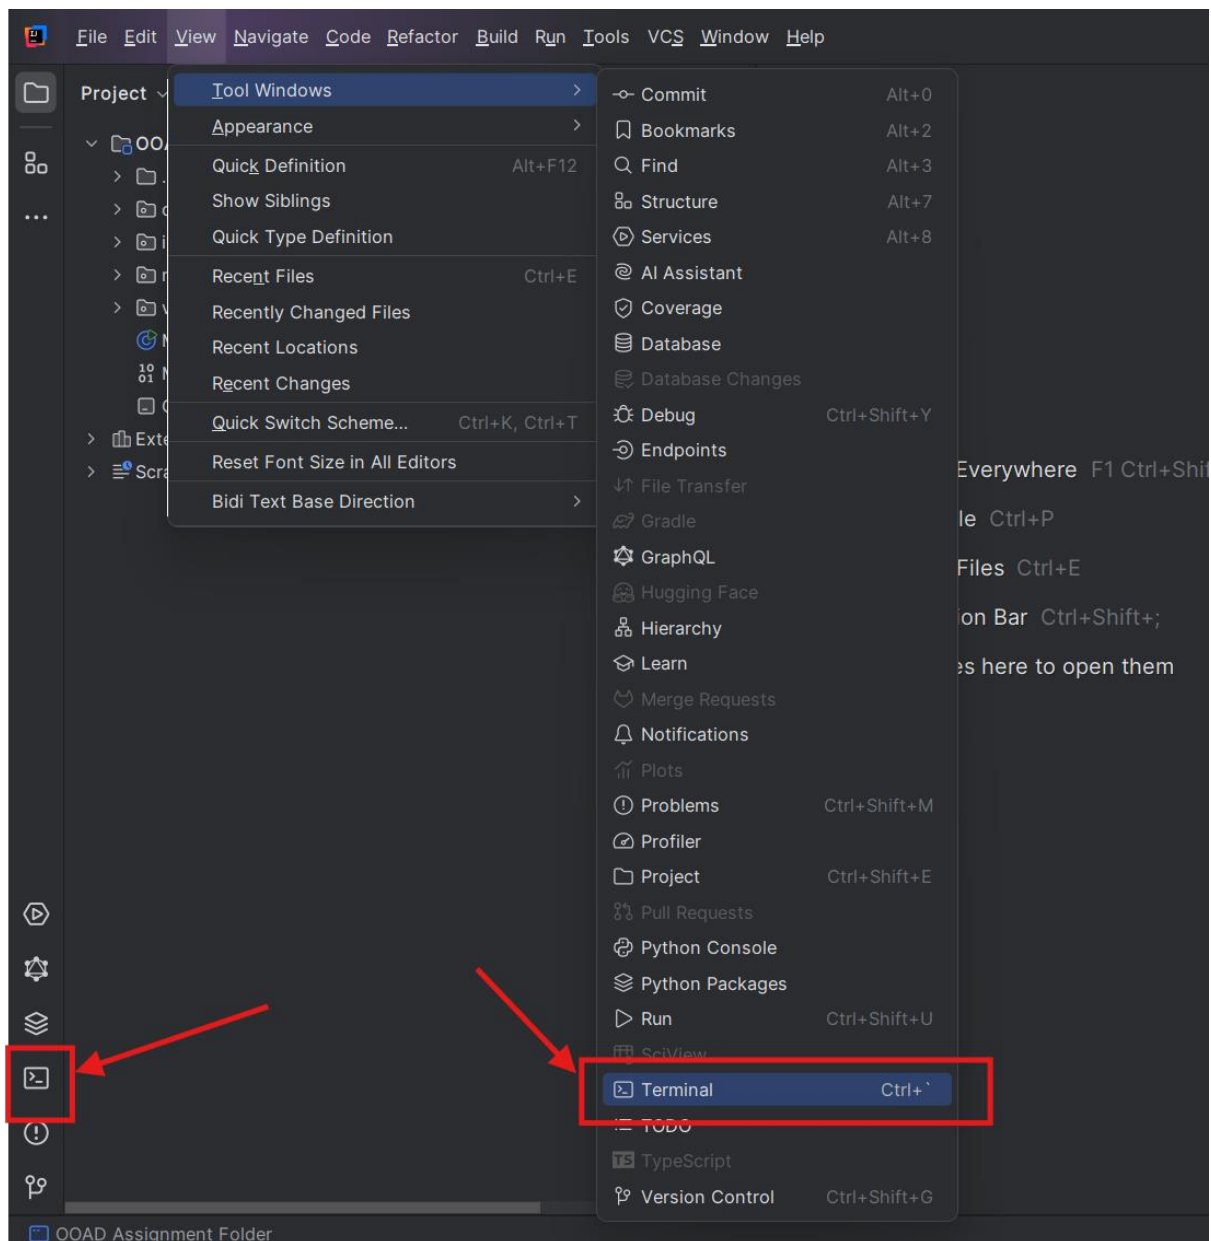 File Edit View Navigate Code Refactor Build Run Tools VCS Window Help
Project
Tool Windows
Appearance
Quick Definition Alt+F12
Show Siblings
Quick Type Definition
Recent Files Ctrl+E
Recently Changed Files
Recent Locations
Recent Changes
Quick Switch Scheme... Ctrl+K, Ctrl+T
Reset Font Size in All Editors
Bidi Text Base Direction
Commit Alt+0
Bookmarks Alt+2
Find Alt+3
Structure Alt+7
Services Alt+8
AI Assistant
Coverage
Database
Database Changes
Debug Ctrl+Shift+Y
Endpoints
File Transfer
Gradle
GraphQL
Hugging Face
Hierarchy
Learn
Merge Requests
Notifications
Plots
Problems Ctrl+Shift+M
Profiler
Project Ctrl+Shift+E
Pull Requests
Python Console
Python Packages
Run Ctrl+Shift+U
SciView
Terminal Ctrl+`
TODO
TypeScript
Version Control Ctrl+Shift+G
Everywhere F1 Ctrl+Shif
le Ctrl+P
Files Ctrl+E
ion Bar Ctrl+Shift+;
es here to open them
OOA
Exte
Scra
OOAD Assignment Folder